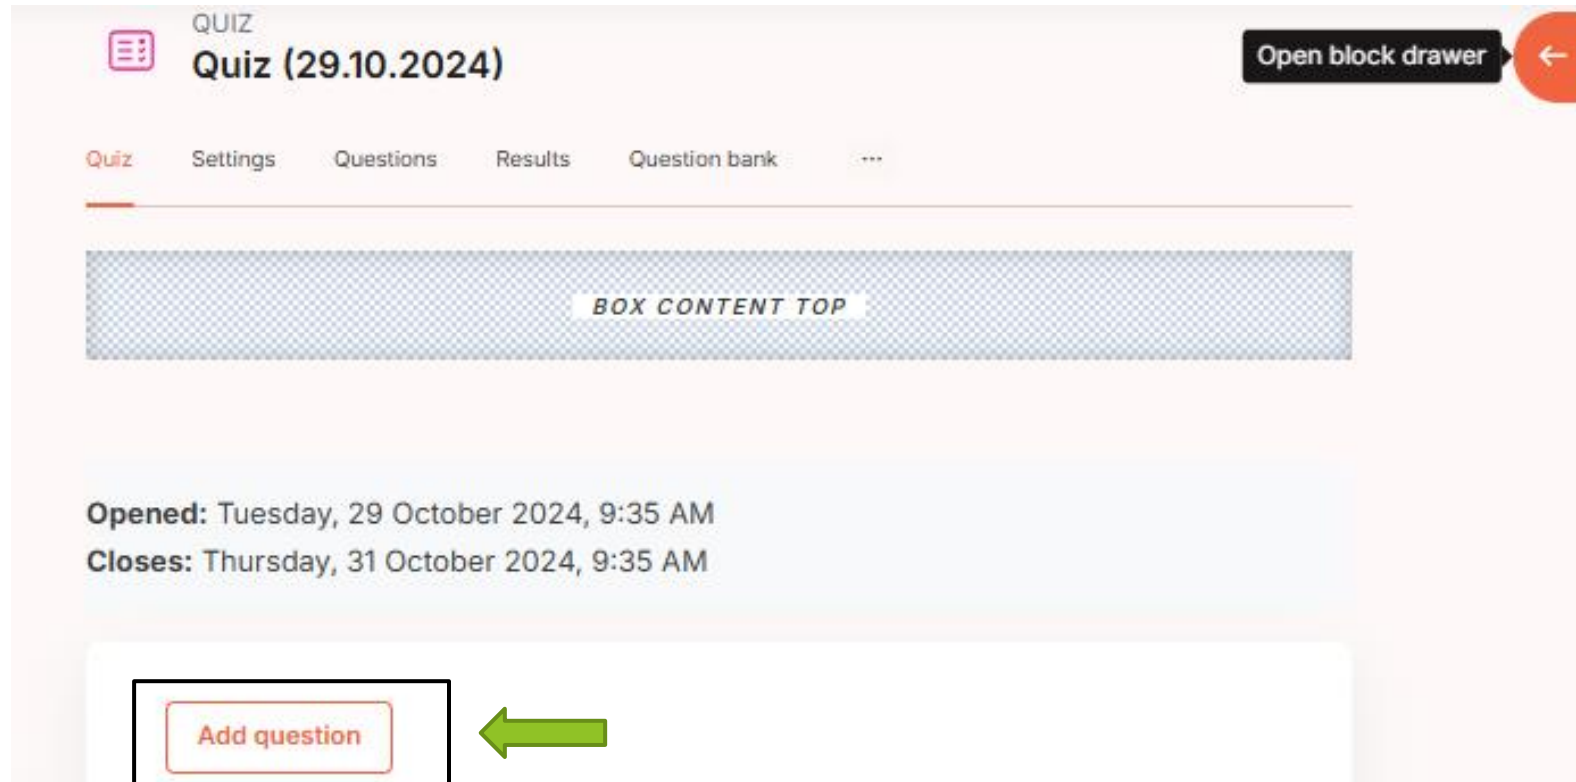 QUIZ
Quiz (29.10.2024)
Open block drawer
Quiz Settings Questions Results Question bank ...
BOX CONTENT TOP
Opened: Tuesday, 29 October 2024, 9:35 AM
Closes: Thursday, 31 October 2024, 9:35 AM
Add question